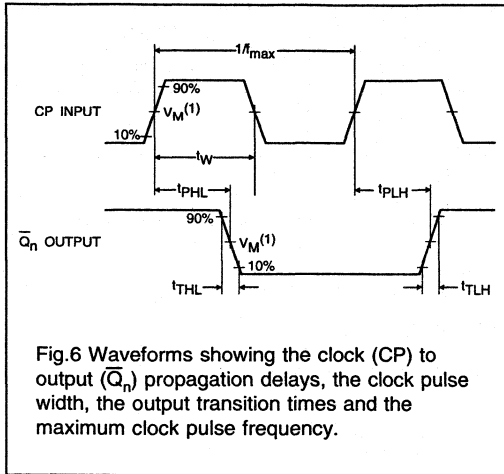 1/fmax
90%
CP INPUT
VM(1)
10%
tW
tPHL
tPLH
90%
Q̅n OUTPUT
VM(1)
10%
tTHL
tTLH
Fig.6 Waveforms showing the clock (CP) to
output (Q̅n) propagation delays, the clock pulse
width, the output transition times and the
maximum clock pulse frequency.